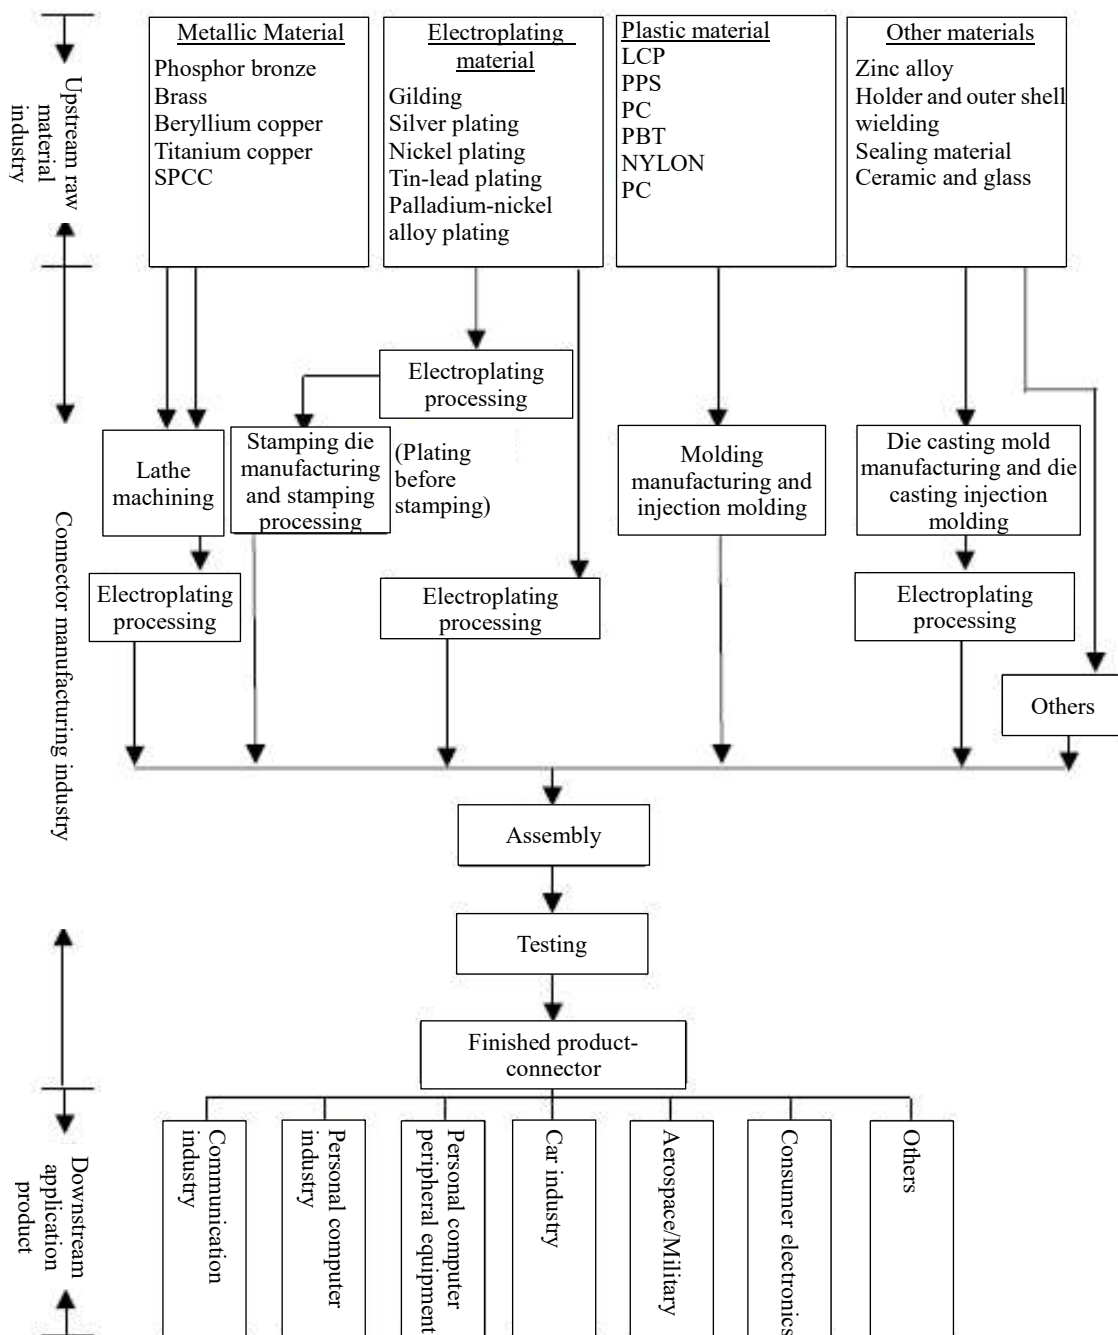 Upstream raw
material
industry
Metallic Material
Phosphor bronze
Brass
Beryllium copper
Titanium copper
SPCC
Electroplating
material
Gilding
Silver plating
Nickel plating
Tin-lead plating
Palladium-nickel
alloy plating
Plastic material
LCP
PPS
PC
PBT
NYLON
PC
Other materials
Zinc alloy
Holder and outer shell
wielding
Sealing material
Ceramic and glass
Connector manufacturing industry
Electroplating
processing
Lathe
machining
Stamping die
manufacturing
and stamping
processing
(Plating
before
stamping)
Molding
manufacturing and
injection molding
Die casting mold
manufacturing and die
casting injection
molding
Electroplating
processing
Electroplating
processing
Electroplating
processing
Others
Assembly
Testing
Finished product-
connector
Downstream
application
product
Communication
industry
Personal computer
industry
Personal computer
peripheral equipment
Car industry
Aerospace/Military
Consumer electronics
Others